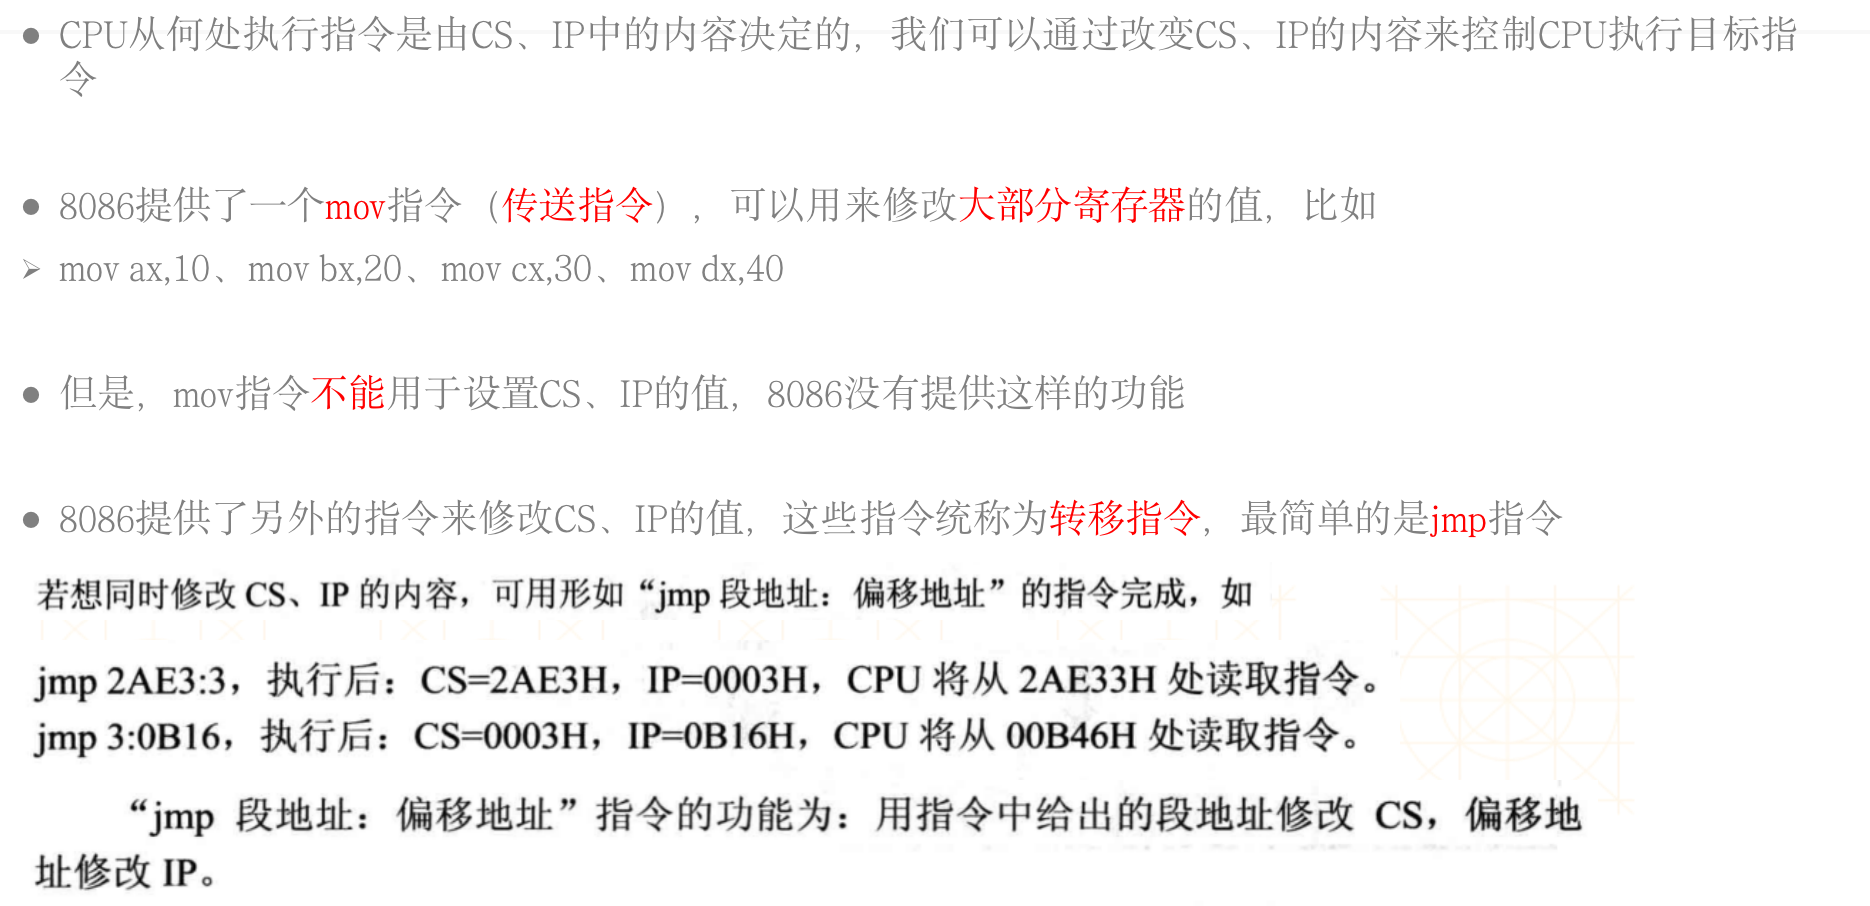 ● CPU从何处执行指令是由CS、IP中的内容决定的，我们可以通过改变CS、IP的内容来控制CPU执行目标指
令
● 8086提供了一个mov指令（传送指令），可以用来修改大部分寄存器的值，比如
➢ mov ax,10、mov bx,20、mov cx,30、mov dx,40
● 但是，mov指令不能用于设置CS、IP的值，8086没有提供这样的功能
● 8086提供了另外的指令来修改CS、IP的值，这些指令统称为转移指令，最简单的是jmp指令
若想同时修改 CS、IP 的内容，可用形如“jmp 段地址：偏移地址”的指令完成，如
jmp 2AE3:3，执行后：CS=2AE3H，IP=0003H，CPU 将从 2AE33H 处读取指令。
jmp 3:0B16，执行后：CS=0003H，IP=0B16H，CPU 将从 00B46H 处读取指令。
“jmp 段地址：偏移地址”指令的功能为：用指令中给出的段地址修改 CS，偏移地
址修改 IP。